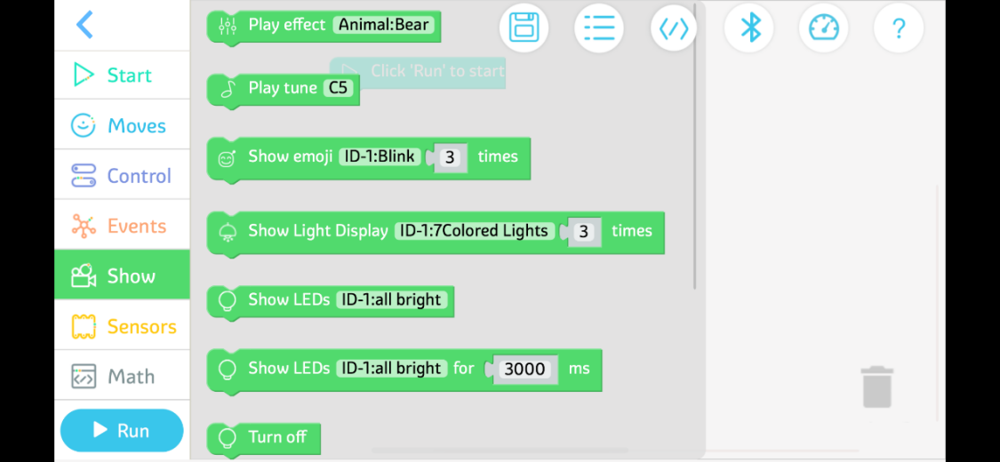 Start
Moves
Control
Events
Show
Sensors
Math
Run
Play effect Animal:Bear
Click 'Run' to start
Play tune C5
Show emoji ID-1:Blink 3 times
Show Light Display ID-1:7Colored Lights 3 times
Show LEDs ID-1:all bright
Show LEDs ID-1:all bright for 3000 ms
Turn off
?